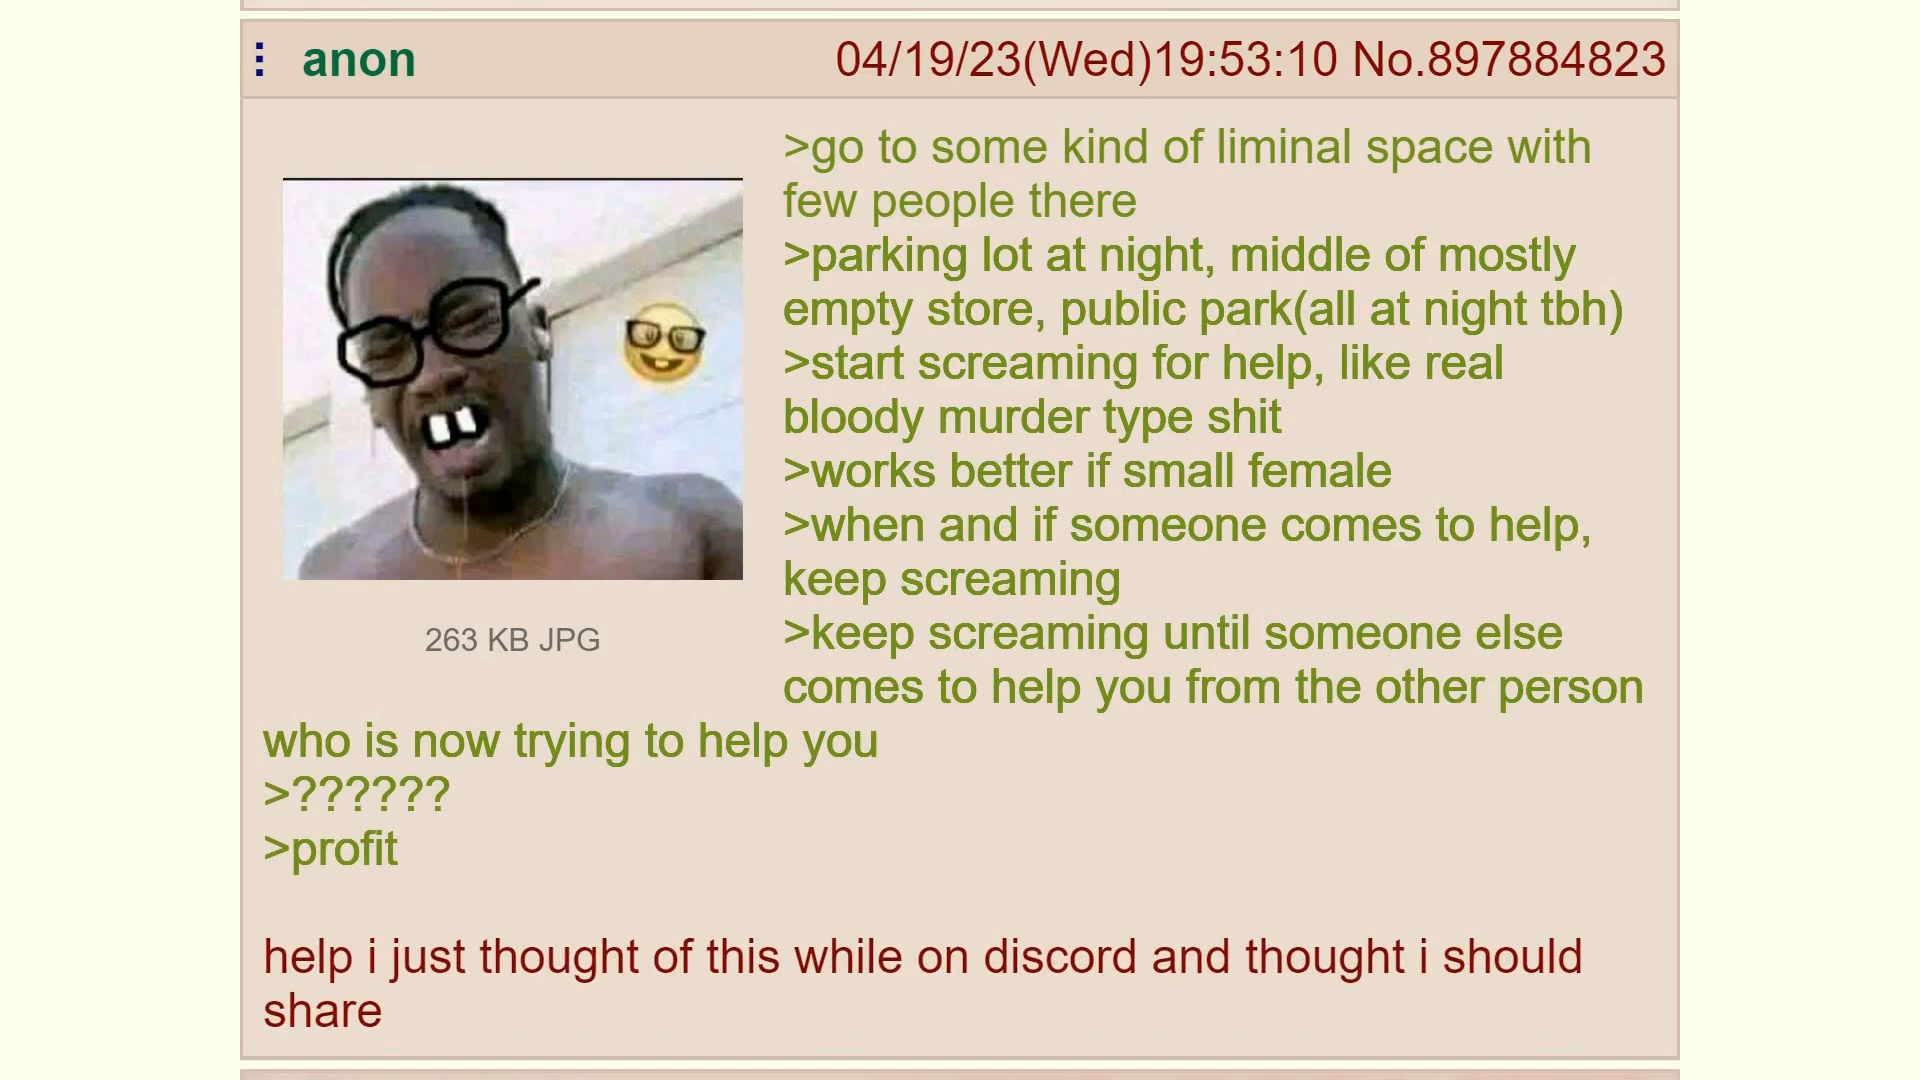 anon 04/19/23(Wed)19:53:10 No.897884823
>go to some kind of liminal space with
few people there
>parking lot at night, middle of mostly
empty store, public park(all at night tbh)
>start screaming for help, like real
bloody murder type shit
>works better if small female
>when and if someone comes to help,
keep screaming
>keep screaming until someone else
comes to help you from the other person
263 KB JPG
who is now trying to help you
>??????
>profit
help i just thought of this while on discord and thought i should
share